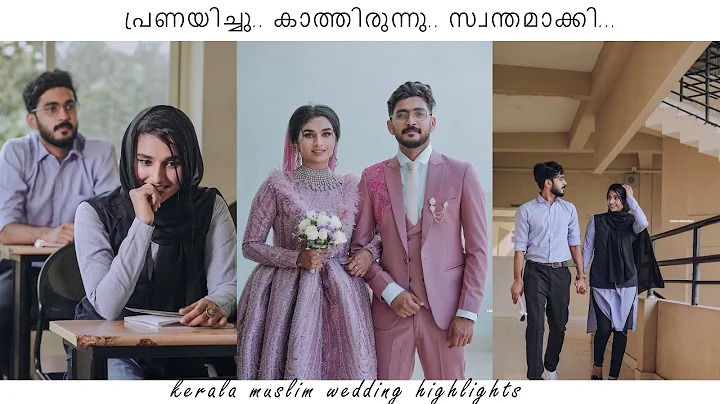 പ്രണയിച്ചു.. കാത്തിരുന്നു.. സ്വന്തമാക്കി...
kerala muslim wedding highlights